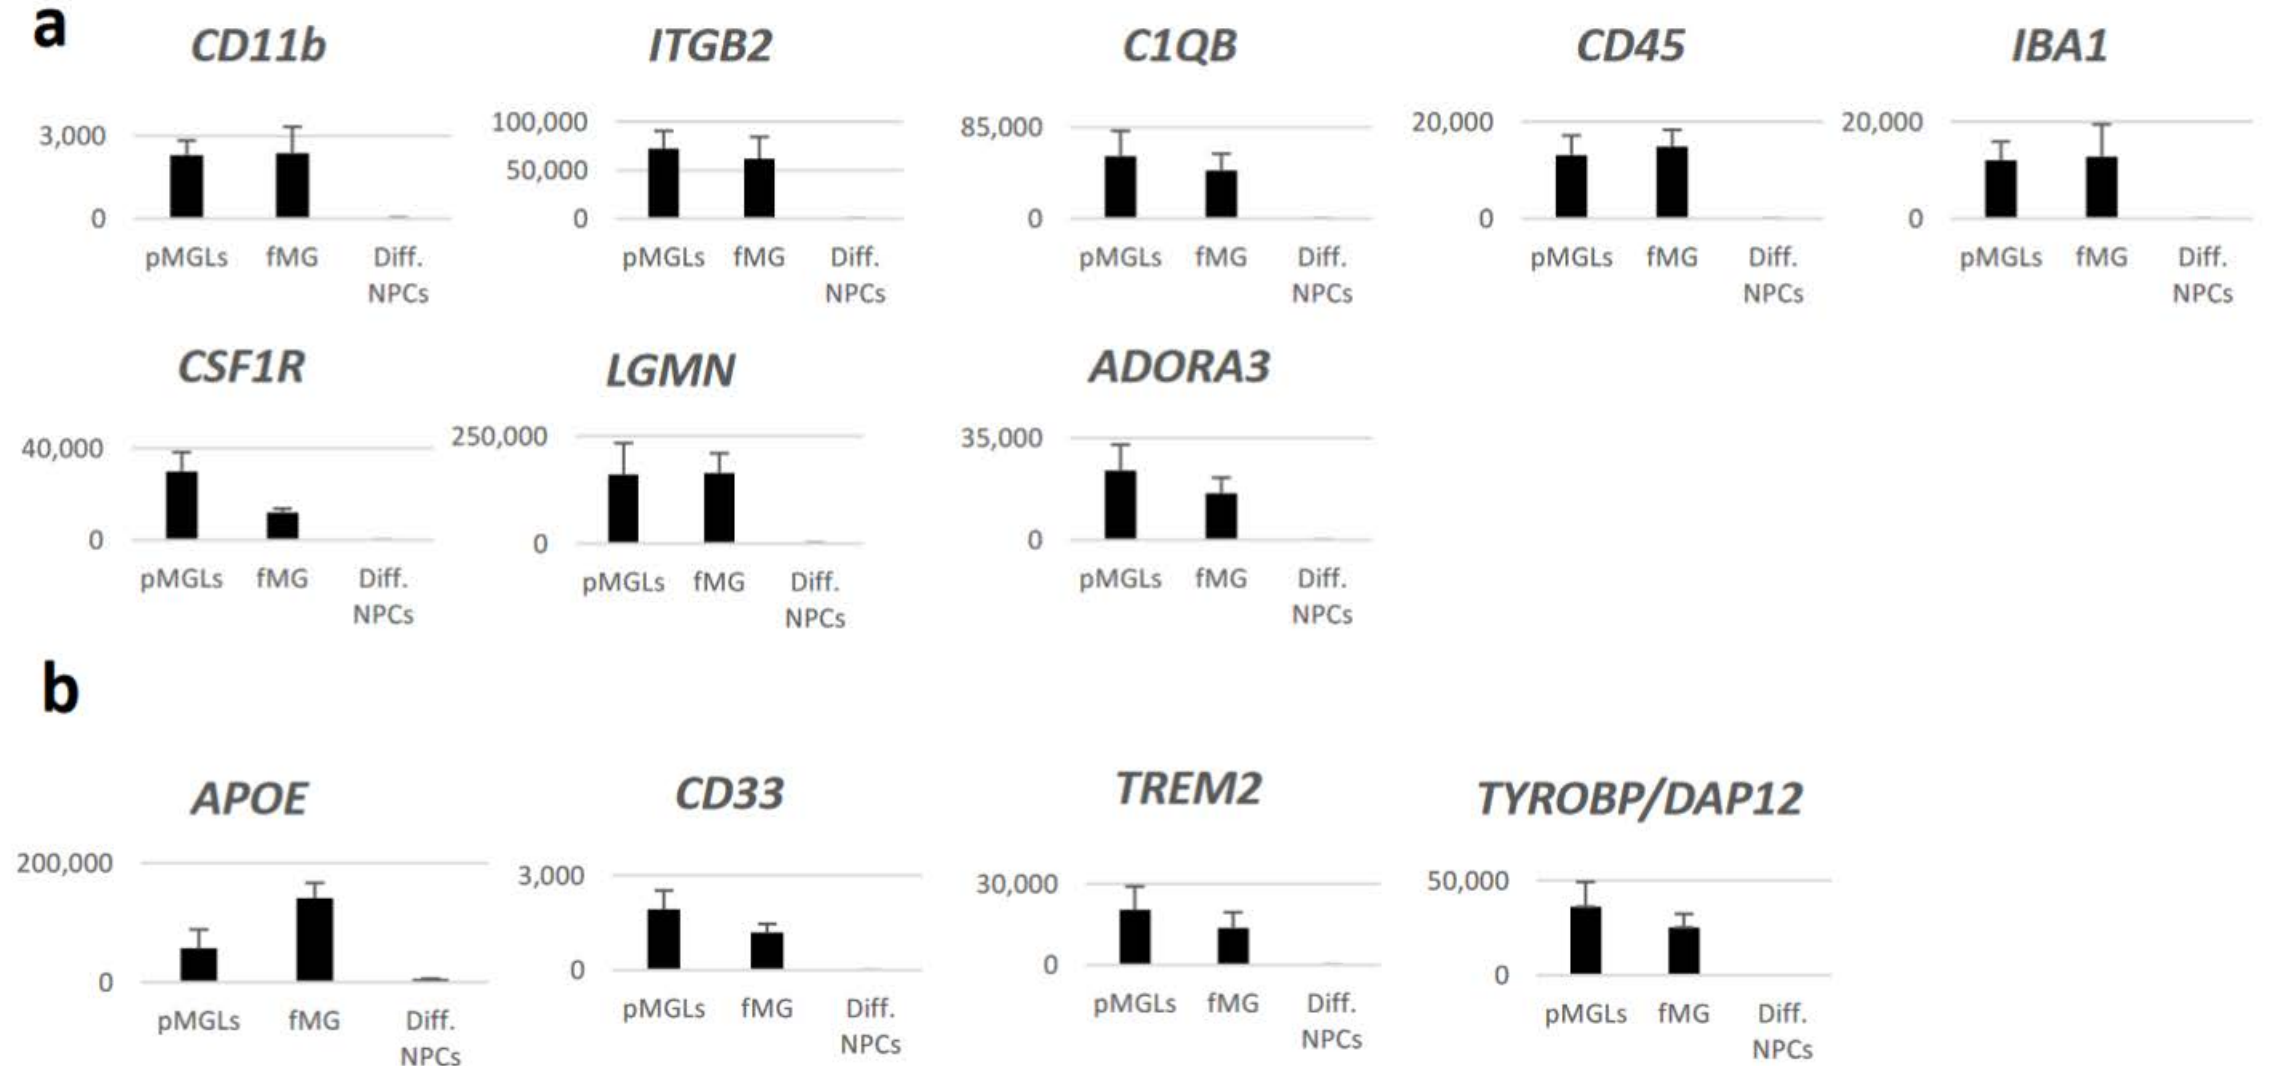 a
CD11b
3,000
0
pMGLs fMG Diff.
NPCs
ITGB2
100,000
50,000
0
pMGLs fMG Diff.
NPCs
C1QB
85,000
0
pMGLs fMG Diff.
NPCs
CD45
20,000
0
pMGLs fMG Diff.
NPCs
IBA1
20,000
0
pMGLs fMG Diff.
NPCs
CSF1R
40,000
0
pMGLs fMG Diff.
NPCs
LGMN
250,000
0
pMGLs fMG Diff.
NPCs
ADORA3
35,000
0
pMGLs fMG Diff.
NPCs
b
APOE
200,000
0
pMGLs fMG Diff.
NPCs
CD33
3,000
0
pMGLs fMG Diff.
NPCs
TREM2
30,000
0
pMGLs fMG Diff.
NPCs
TYROBP/DAP12
50,000
0
pMGLs fMG Diff.
NPCs